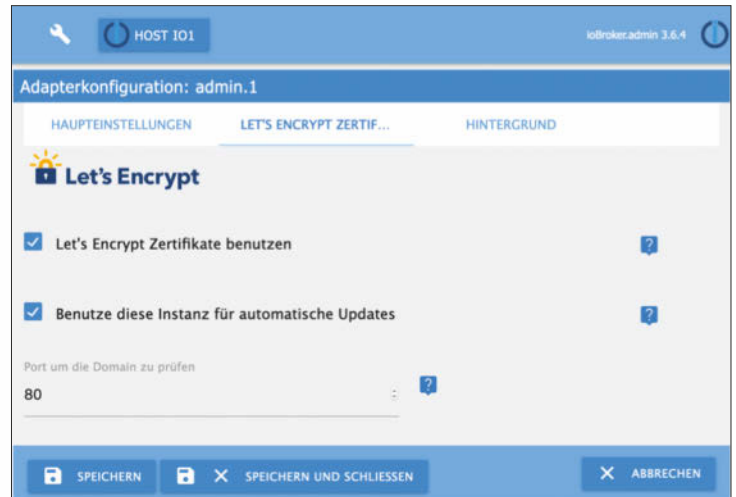 HOST IO1
ioBroker.admin 3.6.4
Adapterkonfiguration: admin.1
HAUPTEINSTELLUNGEN
LET'S ENCRYPT ZERTIF...
HINTERGRUND
Let's Encrypt
Let's Encrypt Zertifikate benutzen
?
Benutze diese Instanz für automatische Updates
?
Port um die Domain zu prüfen
80
?
SPEICHERN
SPEICHERN UND SCHLIESSEN
ABBRECHEN